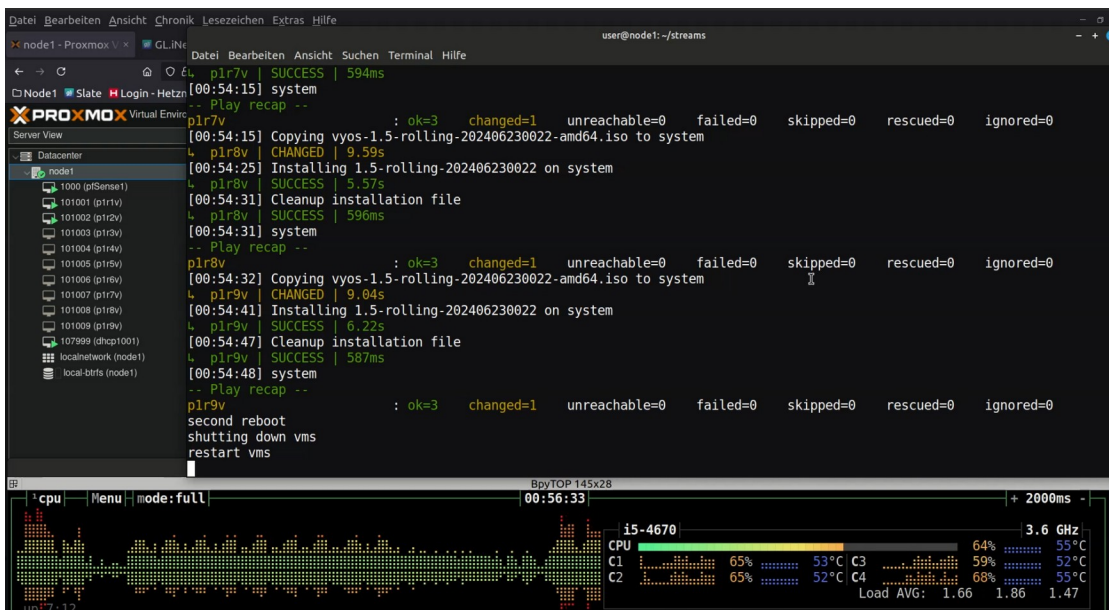 Datei Bearbeiten Ansicht Chronik Lesezeichen Extras Hilfe
user@node1: ~/streams
node1 - Proxmox V
GL.iNe
Datei Bearbeiten Ansicht Suchen Terminal Hilfe
Node1 Slate Login - Hetzn
PROXMOX Virtual Enviro
Server View
Datacenter
node1
1000 (pfSense1)
101001 (p1r1v)
101002 (p1r2v)
101003 (p1r3v)
101004 (p1r4v)
101005 (p1r5v)
101006 (p1r6v)
101007 (p1r7v)
101008 (p1r8v)
101009 (p1r9v)
107999 (dhcp1001)
localnetwork (node1)
local-btrfs (node1)
↳ p1r7v | SUCCESS | 594ms
[00:54:15] system
-- Play recap --
p1r7v : ok=3 changed=1 unreachable=0 failed=0 skipped=0 rescued=0 ignored=0
[00:54:15] Copying vyos-1.5-rolling-202406230022-amd64.iso to system
↳ p1r8v | CHANGED | 9.59s
[00:54:25] Installing 1.5-rolling-202406230022 on system
↳ p1r8v | SUCCESS | 5.57s
[00:54:31] Cleanup installation file
↳ p1r8v | SUCCESS | 596ms
[00:54:31] system
-- Play recap --
p1r8v : ok=3 changed=1 unreachable=0 failed=0 skipped=0 rescued=0 ignored=0
[00:54:32] Copying vyos-1.5-rolling-202406230022-amd64.iso to system
↳ p1r9v | CHANGED | 9.04s
[00:54:41] Installing 1.5-rolling-202406230022 on system
↳ p1r9v | SUCCESS | 6.22s
[00:54:47] Cleanup installation file
↳ p1r9v | SUCCESS | 587ms
[00:54:48] system
-- Play recap --
p1r9v : ok=3 changed=1 unreachable=0 failed=0 skipped=0 rescued=0 ignored=0
second reboot
shutting down vms
restart vms
BpyTOP 145x28
¹cpu Menu mode:full 00:56:33 + 2000ms -
i5-4670 3.6 GHz
CPU 64% 55°C
C1 65% 53°C C3 59% 52°C
C2 65% 52°C C4 68% 55°C
Load AVG: 1.66 1.86 1.47
up 7:12